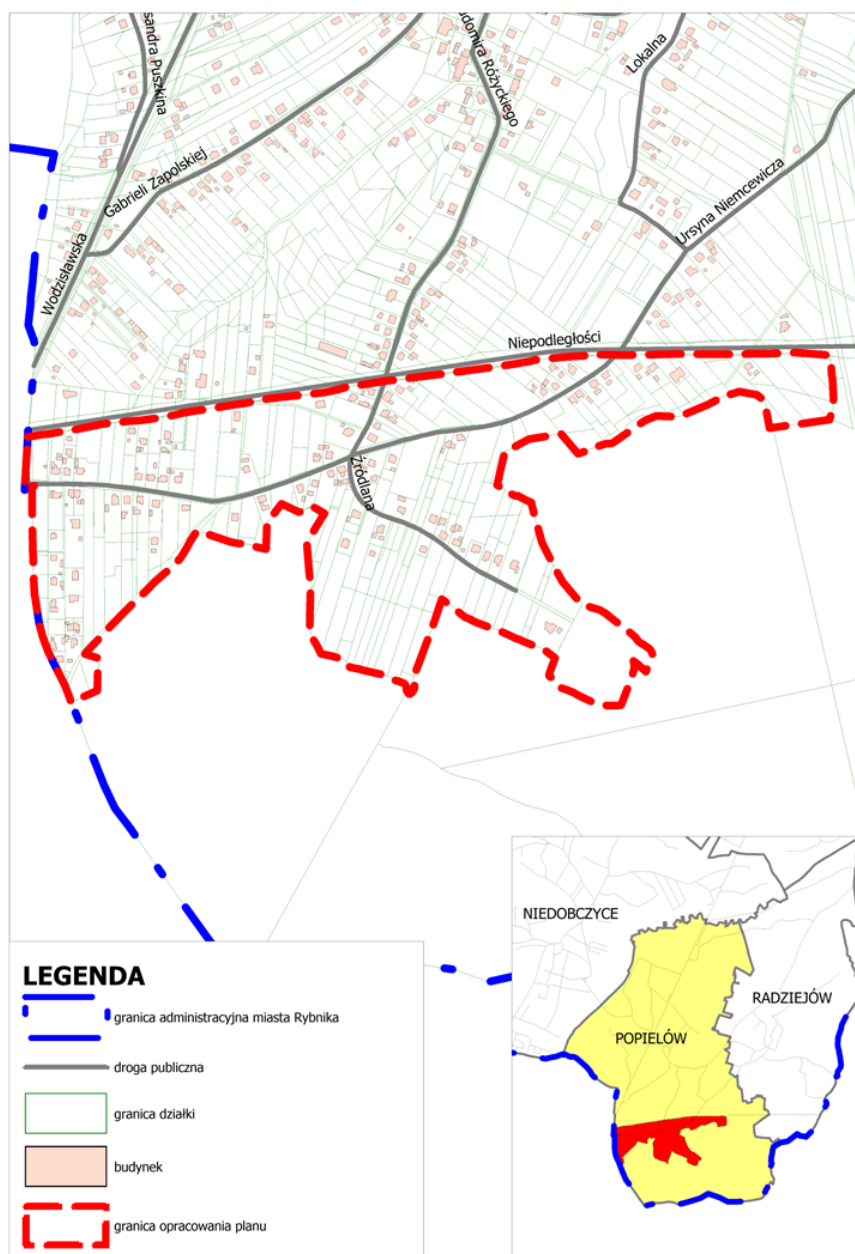 sandra Puszkina
udomira Różyckiego
Lokalna
Gabrieli Zapolskiej
Ursyna Niemcewicza
Wodzisławska
Niepodległości
Źródlana
NIEDOBCZYCE
RADZIEJÓW
POPIELÓW
LEGENDA
granica administracyjna miasta Rybnika
droga publiczna
granica działki
budynek
granica opracowania planu